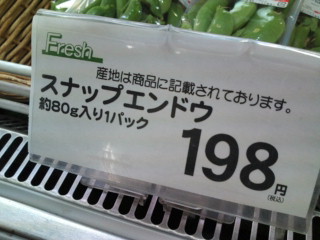 Fresh
産地は商品に記載されております。
スナップエンドウ
約80g入り1パック
198円
(税込)